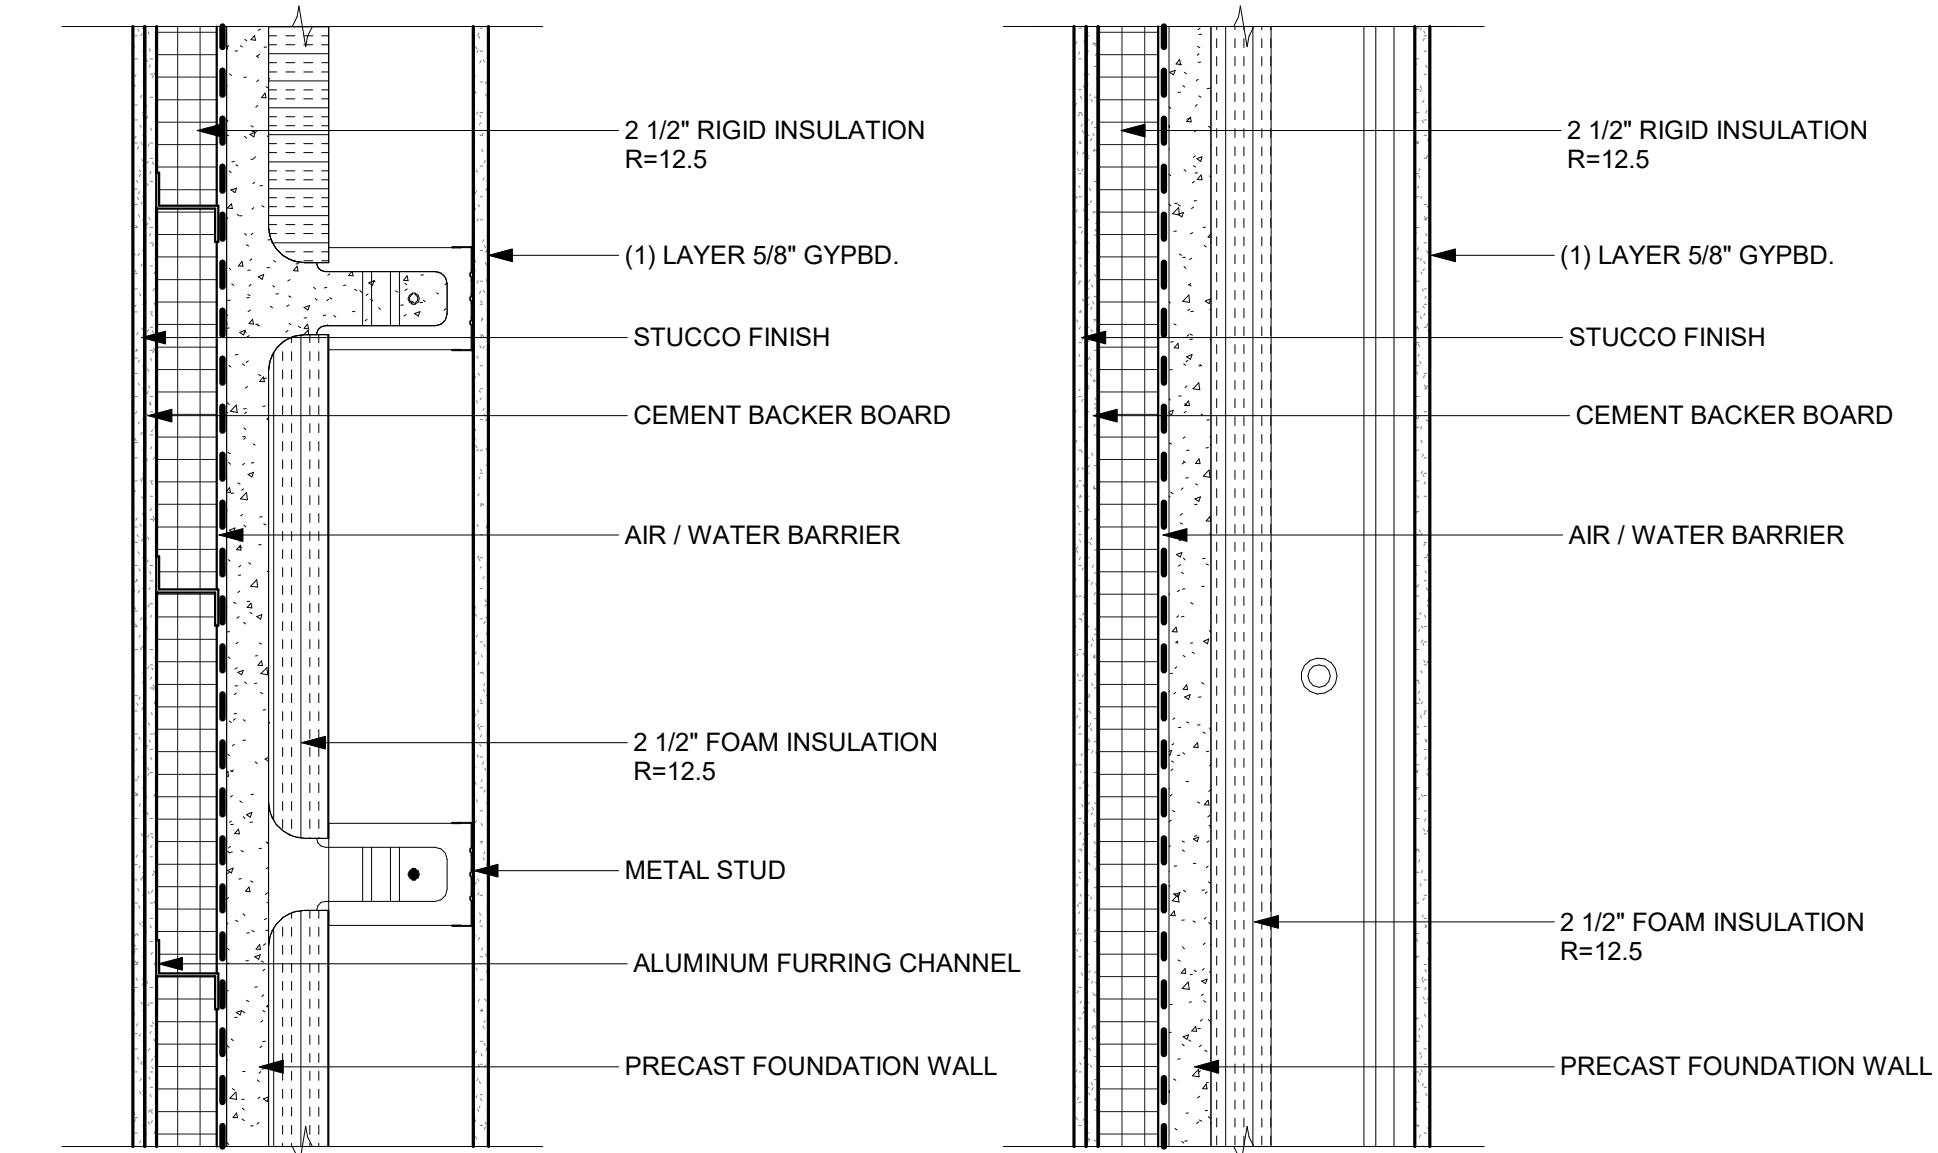 2 1/2" RIGID INSULATION
R=12.5
(1) LAYER 5/8" GYPBD.
STUCCO FINISH
CEMENT BACKER BOARD
AIR / WATER BARRIER
2 1/2" FOAM INSULATION
R=12.5
METAL STUD
ALUMINUM FURRING CHANNEL
PRECAST FOUNDATION WALL
2 1/2" RIGID INSULATION
R=12.5
(1) LAYER 5/8" GYPBD.
STUCCO FINISH
CEMENT BACKER BOARD
AIR / WATER BARRIER
2 1/2" FOAM INSULATION
R=12.5
PRECAST FOUNDATION WALL